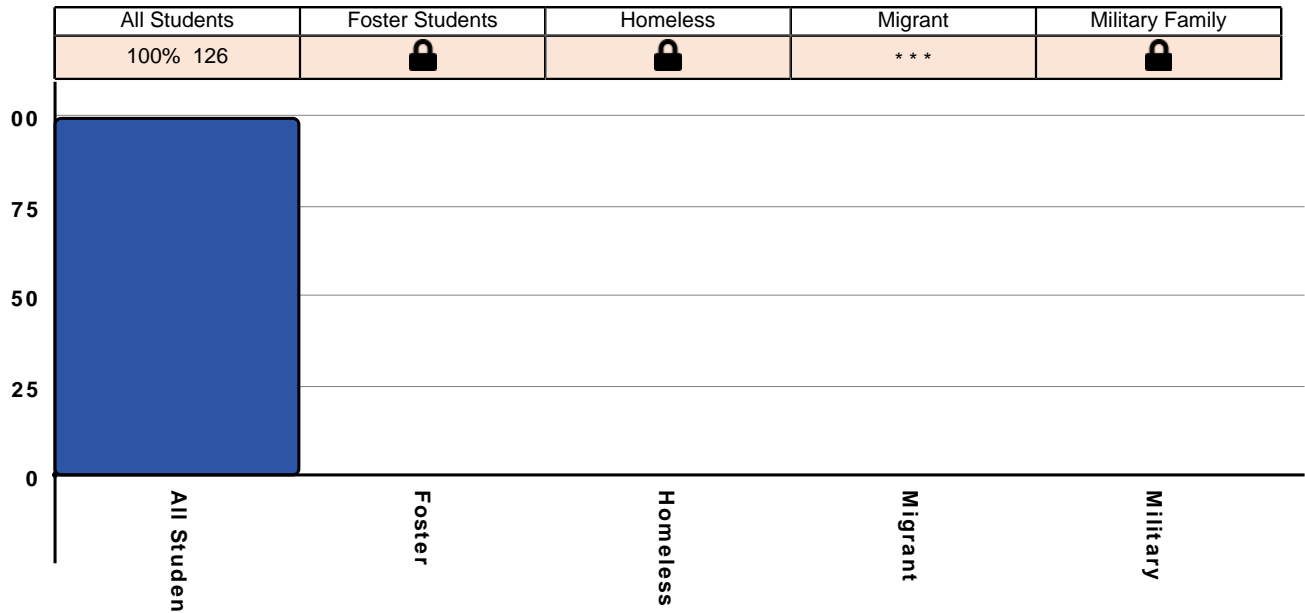 All Students Foster Students Homeless Migrant Military Family
100% 126 * * *
00
75
50
25
0
All Studen
Foster
Homeless
Migrant
Military